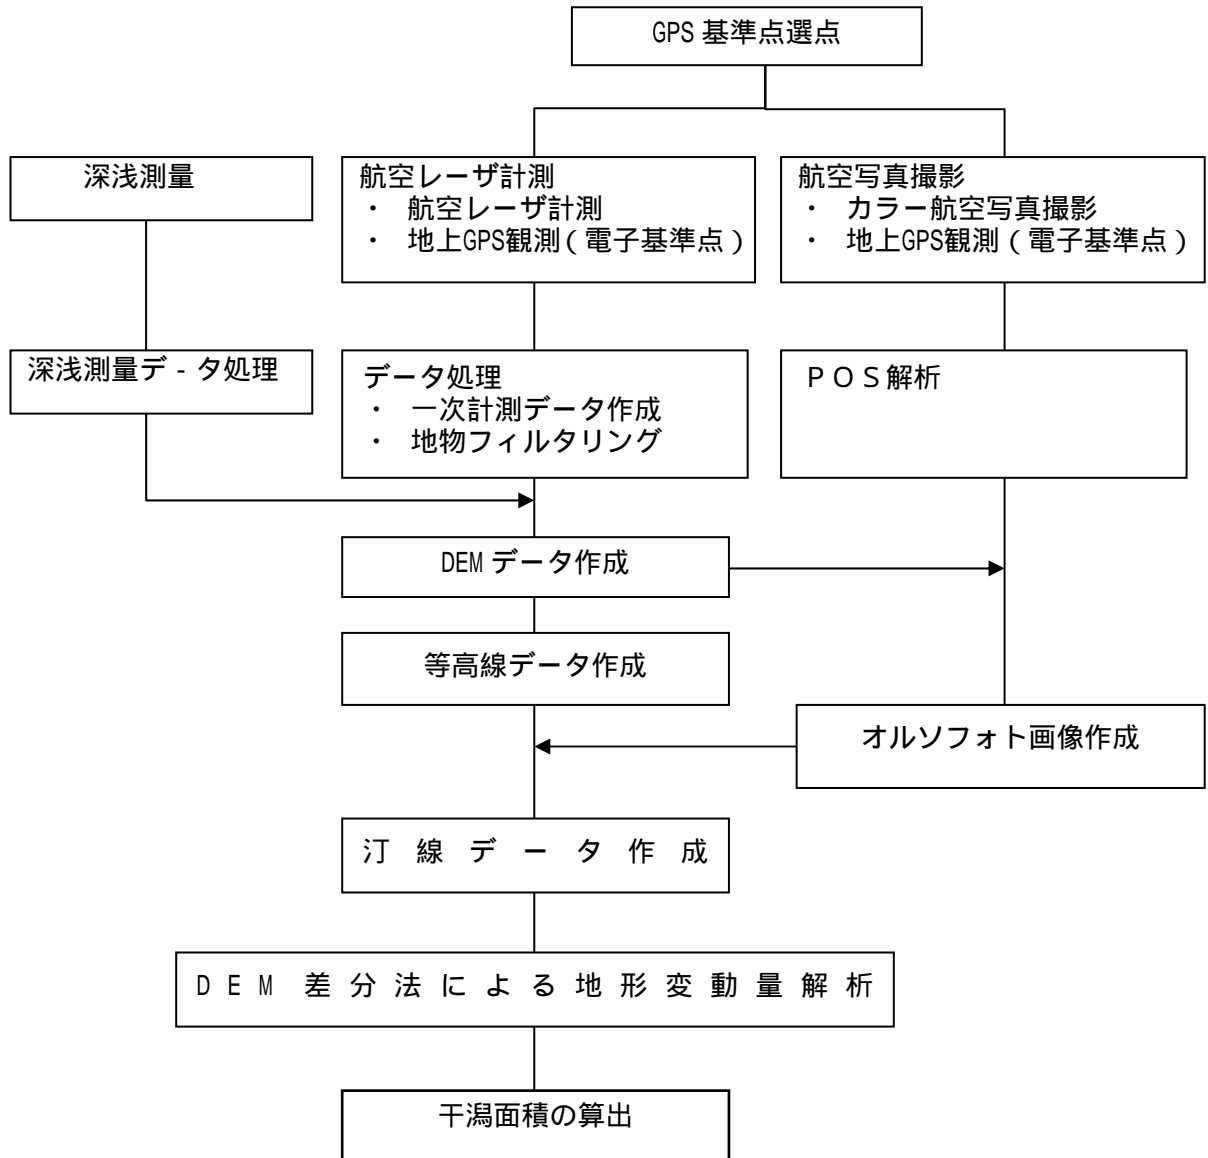 GPS 基準点選点
深浅測量
航空レーザ計測
・ 航空レーザ計測
・ 地上GPS観測（電子基準点）
航空写真撮影
・ カラー航空写真撮影
・ 地上GPS観測（電子基準点）
深浅測量デ‐タ処理
データ処理
・ 一次計測データ作成
・ 地物フィルタリング
ＰＯＳ解析
DEM データ作成
等高線データ作成
オルソフォト画像作成
汀線データ作成
DEM 差分法による地形変動量解析
干潟面積の算出